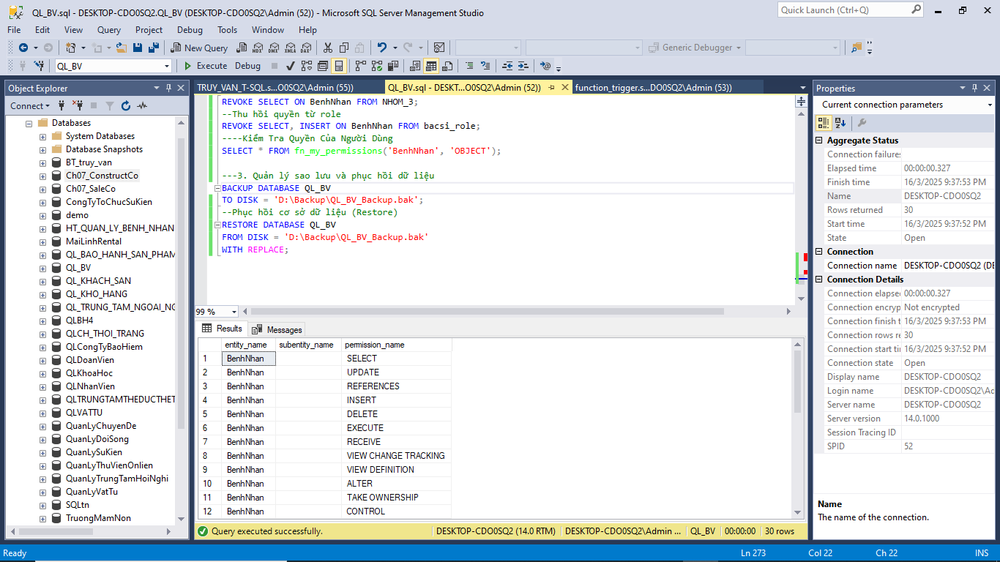 QL_BV.sql - DESKTOP-CDO0SQ2.QL_BV (DESKTOP-CDO0SQ2\Admin (52)) - Microsoft SQL Server Management Studio
Quick Launch (Ctrl+Q)
File Edit View Query Project Debug Tools Window Help
New Query MDX DMX XMLA DAX Generic Debugger
QL_BV Execute Debug
Object Explorer
Connect
Databases
System Databases
Database Snapshots
BT_truy_van
Ch07_ConstructCo
Ch07_SaleCo
CongTyToChucSuKien
demo
HT_QUAN_LY_BENH_NHAN
MaiLinhRental
QL_BAO_HANH_SAN_PHAM
QL_BV
QL_KHACH_SAN
QL_KHO_HANG
QL_TRUNG_TAM_NGOAI_NG
QLBH4
QLCH_THOI_TRANG
QLCongTyBaoHiem
QLDoanVien
QLKhoaHoc
QLNhanVien
QLTRUNGTAMTHEDUCTHET
QLVATTU
QuanLyChuyenDe
QuanLyDoiSong
QuanLySuKien
QuanLyThuVienOnlien
QuanLyTrungTamHoiNghi
QuanLyVatTu
SQLtn
TruongMamNon
TRUY_VAN_T-SQL.s...O0SQ2\Admin (55)) QL_BV.sql - DESKT...O0SQ2\Admin (52)) function_trigger.s...DO0SQ2\Admin (53))
REVOKE SELECT ON BenhNhan FROM NHOM_3;
--Thu hồi quyền từ role
REVOKE SELECT, INSERT ON BenhNhan FROM bacsi_role;
----Kiểm Tra Quyền Của Người Dùng
SELECT * FROM fn_my_permissions('BenhNhan', 'OBJECT');
---3. Quản lý sao lưu và phục hồi dữ liệu
BACKUP DATABASE QL_BV
TO DISK = 'D:\Backup\QL_BV_Backup.bak';
--Phục hồi cơ sở dữ liệu (Restore)
RESTORE DATABASE QL_BV
FROM DISK = 'D:\Backup\QL_BV_Backup.bak'
WITH REPLACE;
99 %
Results Messages
entity_name subentity_name pemission_name
1 BenhNhan SELECT
2 BenhNhan UPDATE
3 BenhNhan REFERENCES
4 BenhNhan INSERT
5 BenhNhan DELETE
6 BenhNhan EXECUTE
7 BenhNhan RECEIVE
8 BenhNhan VIEW CHANGE TRACKING
9 BenhNhan VIEW DEFINITION
10 BenhNhan ALTER
11 BenhNhan TAKE OWNERSHIP
12 BenhNhan CONTROL
Query executed successfully. DESKTOP-CDO0SQ2 (14.0 RTM) DESKTOP-CDO0SQ2\Admin ... QL_BV 00:00:00 30 rows
Properties
Current connection parameters
Aggregate Status
Connection failures
Elapsed time 00:00:00.327
Finish time 16/3/2025 9:37:53 PM
Name DESKTOP-CDO0SQ2
Rows returned 30
Start time 16/3/2025 9:37:52 PM
State Open
Connection
Connection name DESKTOP-CDO0SQ2 (DE
Connection Details
Connection elapse 00:00:00.327
Connection encryp Not encrypted
Connection finish t 16/3/2025 9:37:53 PM
Connection rows re 30
Connection start ti 16/3/2025 9:37:52 PM
Connection state Open
Display name DESKTOP-CDO0SQ2
Login name DESKTOP-CDO0SQ2\Ad
Server name DESKTOP-CDO0SQ2
Server version 14.0.1000
Session Tracing ID
SPID 52
Name
The name of the connection.
Ready Ln 273 Col 22 Ch 22 INS